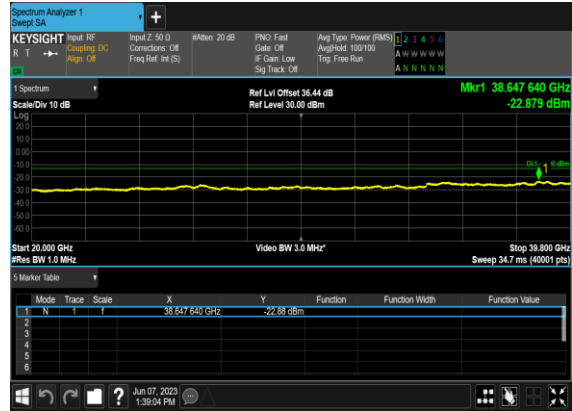 Spectrum Analyzer 1
Swept SA
+
KEYSIGHT Input: RF Input Z: 50 Ω #Atten: 20 dB PNO: Fast Avg Type: Power (RMS) 1 2 3 4 5 6
R T Coupling: DC Corrections: Off Gate: Off Avg|Hold: 100/100 A W W W W W
Align: Off Freq Ref: Int (S) IF Gain: Low Trig: Free Run
Sig Track: Off A N N N N N
1 Spectrum Ref Lvl Offset 36.44 dB Mkr1 38.647 640 GHz
Scale/Div 10 dB Ref Level 30.00 dBm -22.879 dBm
Log
20.0
10.0
0.00
-10.0
-20.0
-30.0
-40.0
-50.0
-60.0
1
Start 20.000 GHz Video BW 3.0 MHz* Stop 39.800 GHz
#Res BW 1.0 MHz Sweep 34.7 ms (40001 pts)
5 Marker Table
Mode Trace Scale X Y Function Function Width Function Value
1 N 1 f 38.647 640 GHz -22.88 dBm
2
3
4
5
6
? Jun 07, 2023
1:39:04 PM